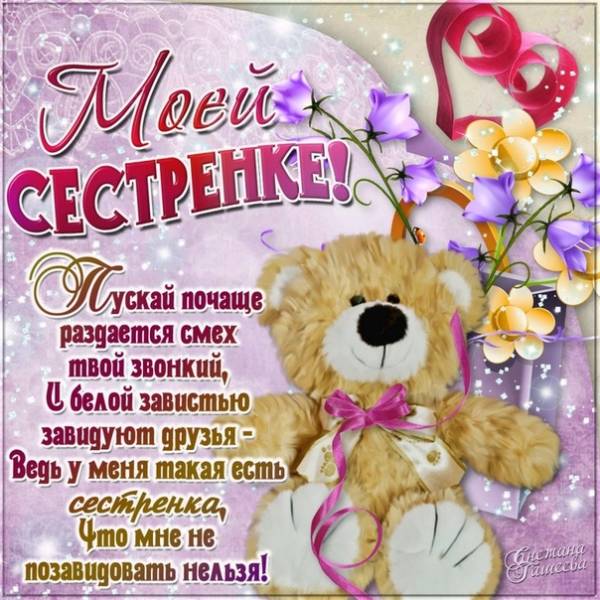 Моей
СЕСТРЕНКЕ!
Пускай почаще
раздается смех
твой звонкий,
И белой завистью
завидуют друзья -
Ведь у меня такая есть
сестренка,
Что мне не
позавидовать нельзя!
Светлана
Гашеева